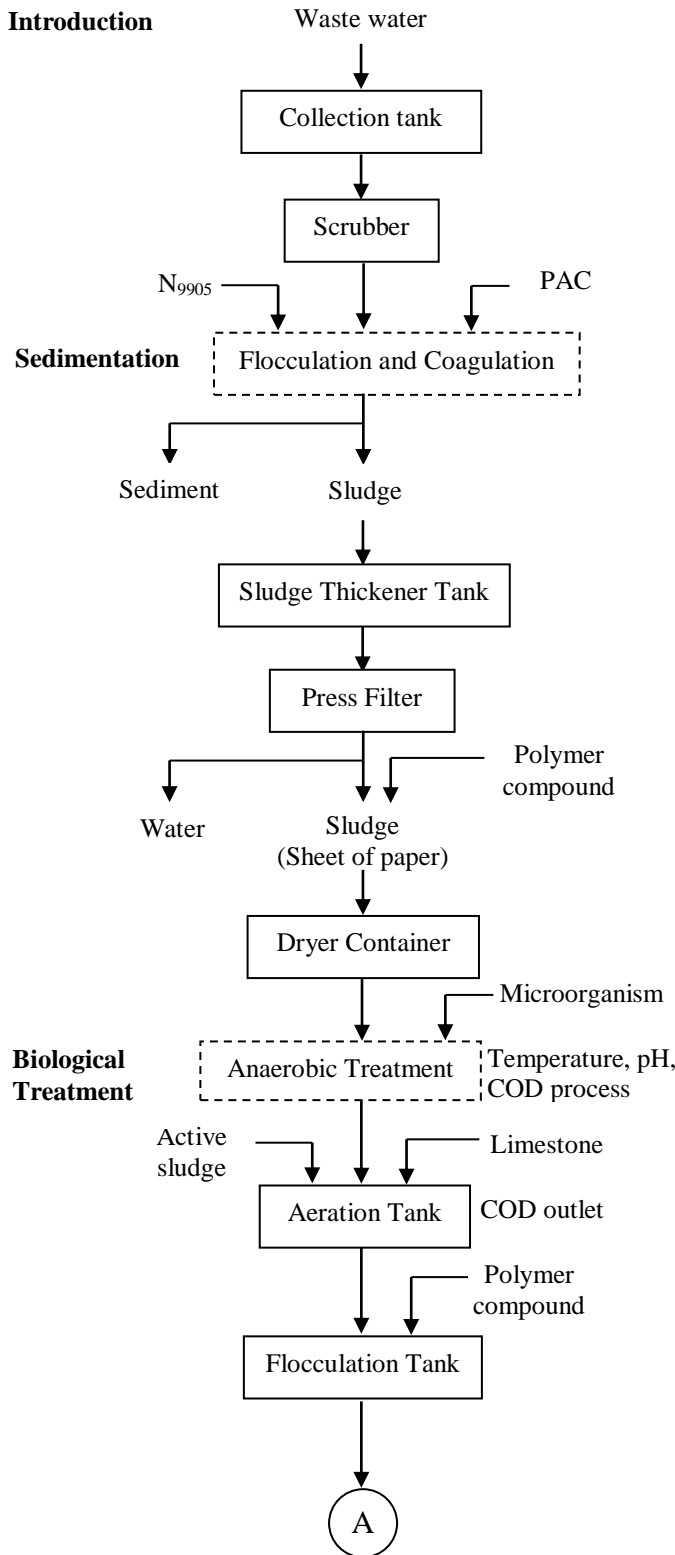 Introduction
Waste water
Collection tank
Scrubber
N9905
PAC
Sedimentation
Flocculation and Coagulation
Sediment
Sludge
Sludge Thickener Tank
Press Filter
Polymer
compound
Water
Sludge
(Sheet of paper)
Dryer Container
Microorganism
Biological
Treatment
Anaerobic Treatment
Temperature, pH,
COD process
Active
sludge
Limestone
Aeration Tank
COD outlet
Polymer
compound
Flocculation Tank
A